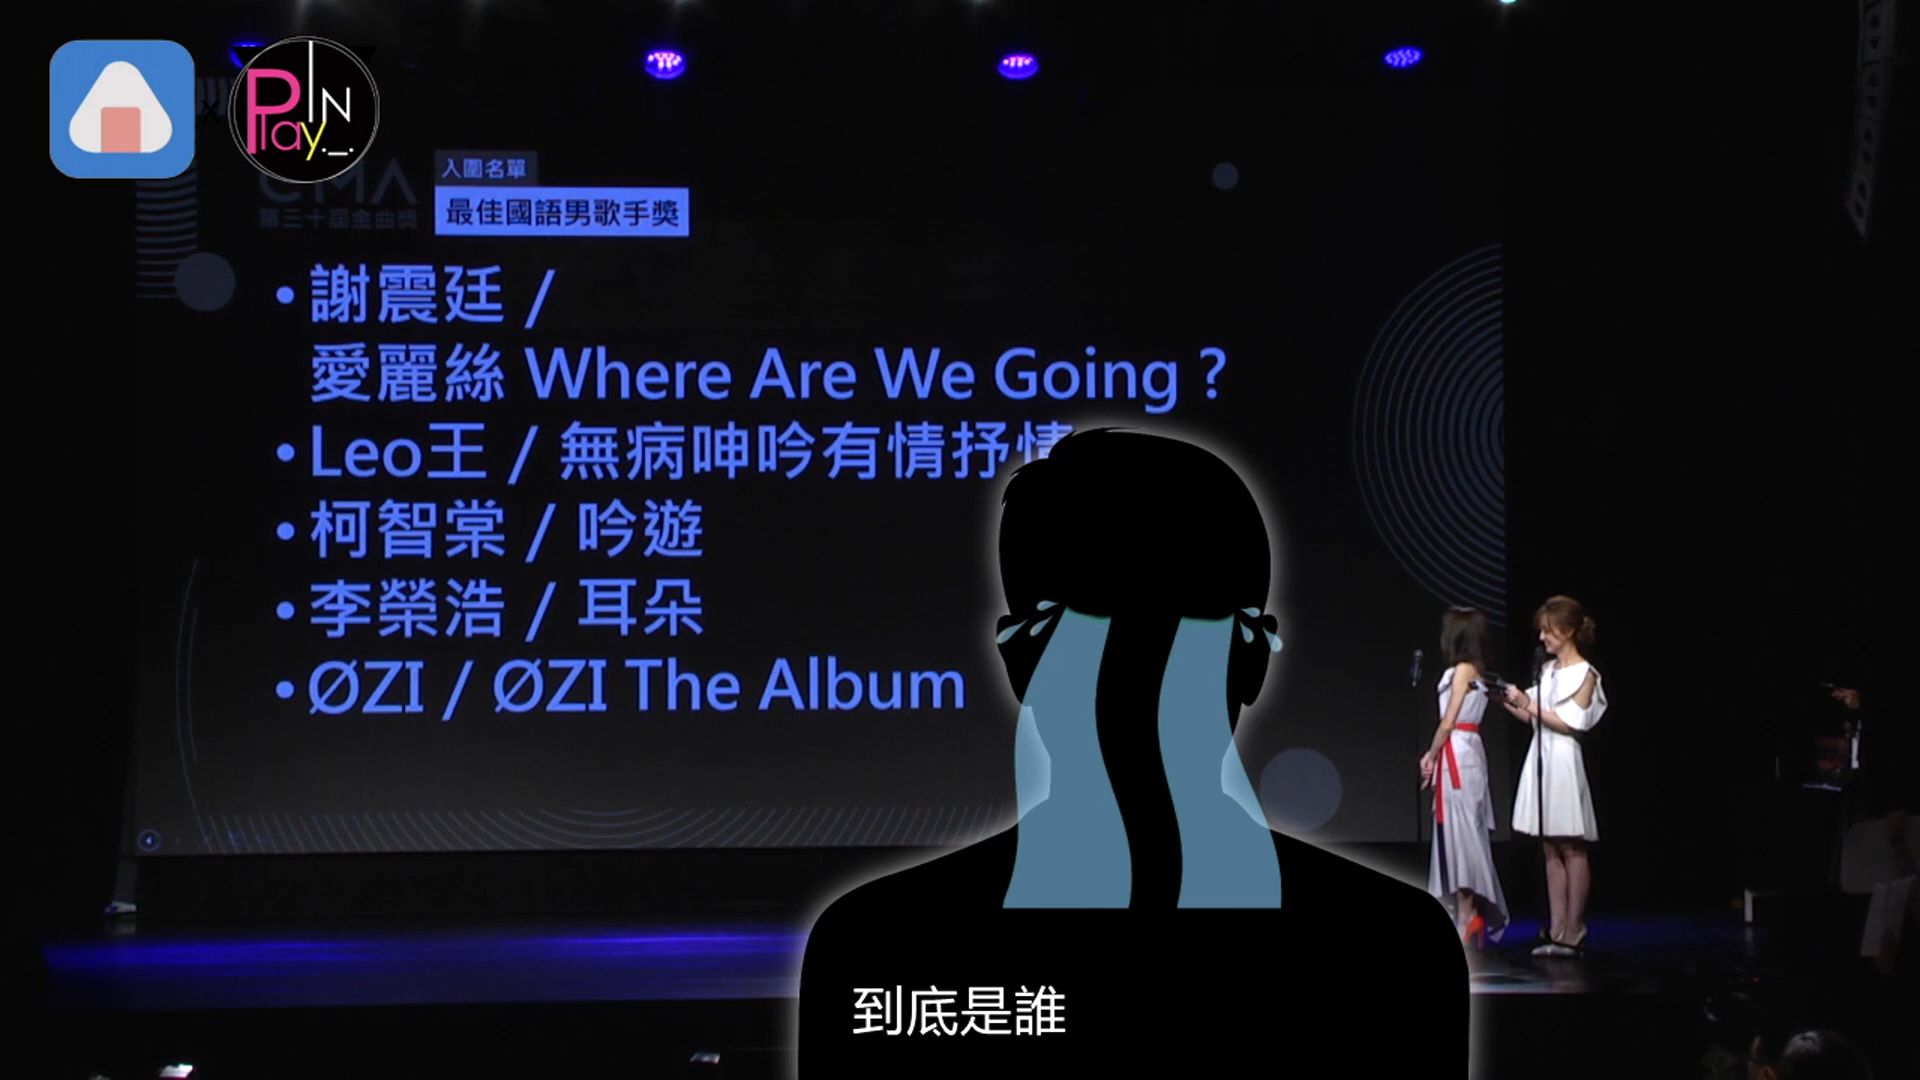 Play IN
入圍名單
GMA
最佳國語男歌手獎
第三十屆金曲獎
•謝震廷 /
愛麗絲 Where Are We Going ?
•Leo王 / 無病呻吟有情抒情
•柯智棠 / 吟遊
•李榮浩 / 耳朵
•ØZI / ØZI The Album
到底是誰